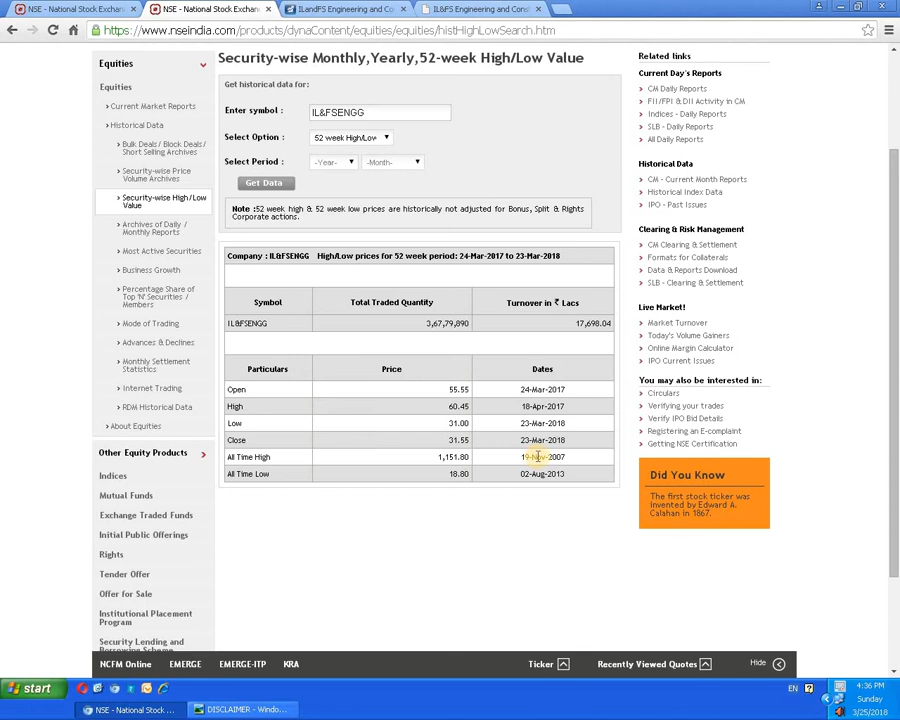 NSE - National Stock Exchan
NSE - National Stock Exchan
ILandFS Engineering and Co
IL&FS Engineering and Const
https://www.nseindia.com/products/dynaContent/equities/equities/histHighLowSearch.htm
Equities
Equities
Current Market Reports
Historical Data
Bulk Deals/ Block Deals/
Short Selling Archives
Security-wise Price
Volume Archives
Security-wise High/Low
Value
Archives of Daily /
Monthly Reports
Most Active Securities
Business Growth
Percentage Share of
Top 'N' Securities /
Members
Mode of Trading
Advances & Declines
Monthly Settlement
Statistics
Internet Trading
RDM Historical Data
About Equities
Other Equity Products
Indices
Mutual Funds
Exchange Traded Funds
Initial Public Offerings
Rights
Tender Offer
Offer for Sale
Institutional Placement
Program
Security Lending and
Borrowing Scheme
Security-wise Monthly,Yearly,52-week High/Low Value
Get historical data for:
Enter symbol : IL&FSENGG
Select Option : 52 week High/Low
Select Period : -Year- -Month-
Get Data
Note :52 week high & 52 week low prices are historically not adjusted for Bonus, Split & Rights
Corporate actions.
Company : IL&FSENGG High/Low prices for 52 week period: 24-Mar-2017 to 23-Mar-2018
Symbol Total Traded Quantity Turnover in ₹ Lacs
IL&FSENGG 3,67,79,890 17,698.04
Particulars Price Dates
Open 55.55 24-Mar-2017
High 60.45 18-Apr-2017
Low 31.00 23-Mar-2018
Close 31.55 23-Mar-2018
All Time High 1,151.80 19-Nov-2007
All Time Low 18.80 02-Aug-2013
Related links
Current Day's Reports
CM Daily Reports
FII/FPI & DII Activity in CM
Indices - Daily Reports
SLB - Daily Reports
All Daily Reports
Historical Data
CM - Current Month Reports
Historical Index Data
IPO - Past Issues
Clearing & Risk Management
CM Clearing & Settlement
Formats for Collaterals
Data & Reports Download
SLB - Clearing & Settlement
Live Market!
Market Turnover
Today's Volume Gainers
Online Margin Calculator
IPO Current Issues
You may also be interested in:
Circulars
Verifying your trades
Verify IPO Bid Details
Registering an E-complaint
Getting NSE Certification
Did You Know
The first stock ticker was
invented by Edward A.
Calahan in 1867.
NCFM Online EMERGE EMERGE-ITP KRA Ticker Recently Viewed Quotes Hide
start
EN
4:36 PM
Sunday
3/25/2018
NSE - National Stock ...
DISCLAIMER - Windo...